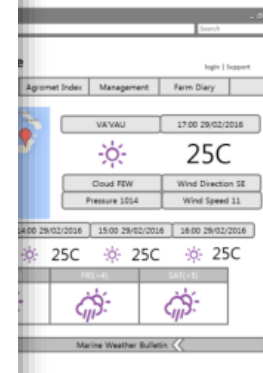 Search
e
login | Support
Agromet Index Management Farm Diary
VA'VAU 17:00 29/02/2016
25C
Cloud FEW Wind Direction SE
Pressure 1014 Wind Speed 11
14:00 29/02/2016 15:00 29/02/2016 16:00 29/02/2016
25C 25C 25C
FRI(+4) SAT(+5)
Marine Weather Bulletin